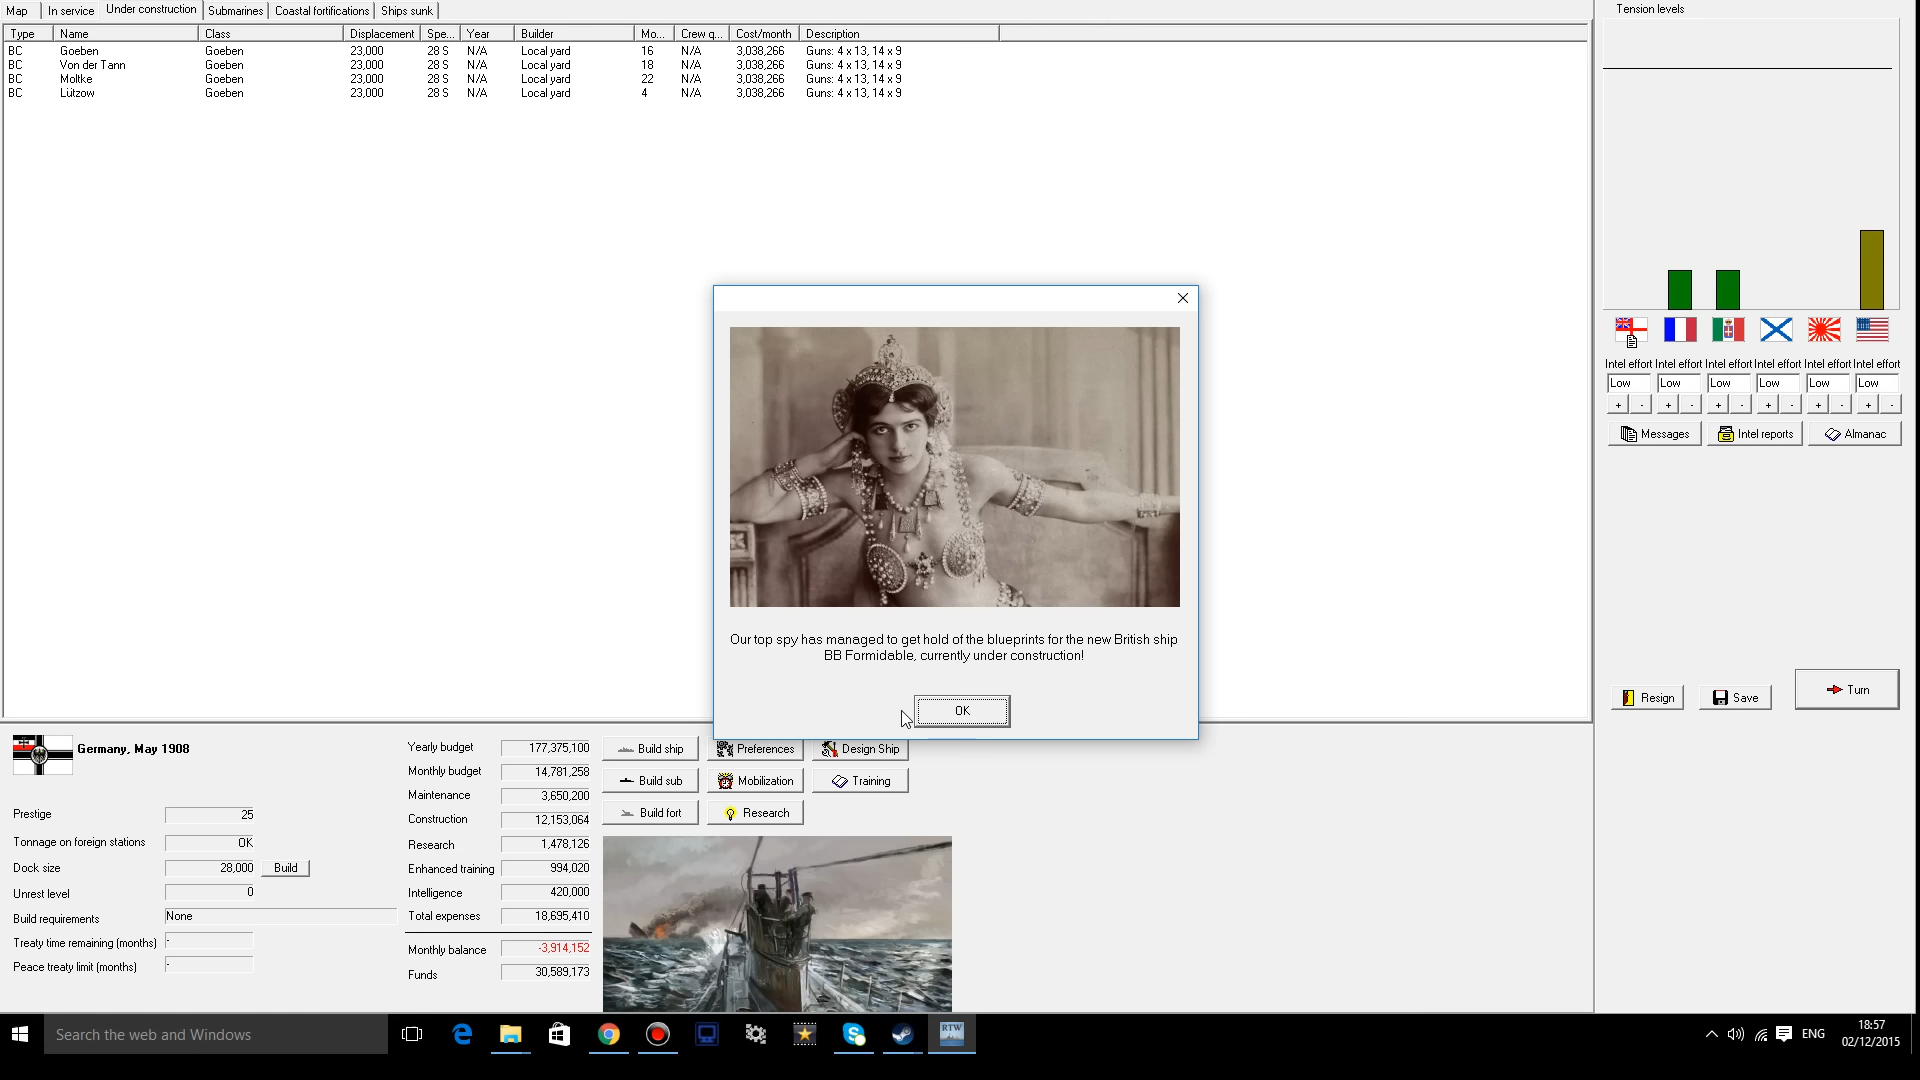 Map In service Under construction Submarines Coastal fortifications Ships sunk
Type Name Class Displacement Spe... Year Builder Mo... Crew q... Cost/month Description
BC Goeben Goeben 23,000 28 S N/A Local yard 16 N/A 3,038,266 Guns: 4 x 13, 14 x 9
BC Von der Tann Goeben 23,000 28 S N/A Local yard 18 N/A 3,038,266 Guns: 4 x 13, 14 x 9
BC Moltke Goeben 23,000 28 S N/A Local yard 22 N/A 3,038,266 Guns: 4 x 13, 14 x 9
BC Lützow Goeben 23,000 28 S N/A Local yard 4 N/A 3,038,266 Guns: 4 x 13, 14 x 9
Tension levels
Intel effort Intel effort Intel effort Intel effort Intel effort Intel effort
Low Low Low Low Low Low
+ - + - + - + - + - + -
Messages Intel reports Almanac
Resign Save Turn
Our top spy has managed to get hold of the blueprints for the new British ship
BB Formidable, currently under construction!
OK
Germany, May 1908
Prestige 25
Tonnage on foreign stations OK
Dock size 28,000 Build
Unrest level 0
Build requirements None
Treaty time remaining (months) -
Peace treaty limit (months) -
Yearly budget 177,375,100
Monthly budget 14,781,258
Maintenance 3,650,200
Construction 12,153,064
Research 1,478,126
Enhanced training 994,020
Intelligence 420,000
Total expenses 18,695,410
Monthly balance -3,914,152
Funds 30,589,173
Build ship Preferences Design Ship
Build sub Mobilization Training
Build fort Research
Search the web and Windows
RTW
ENG
18:57
02/12/2015